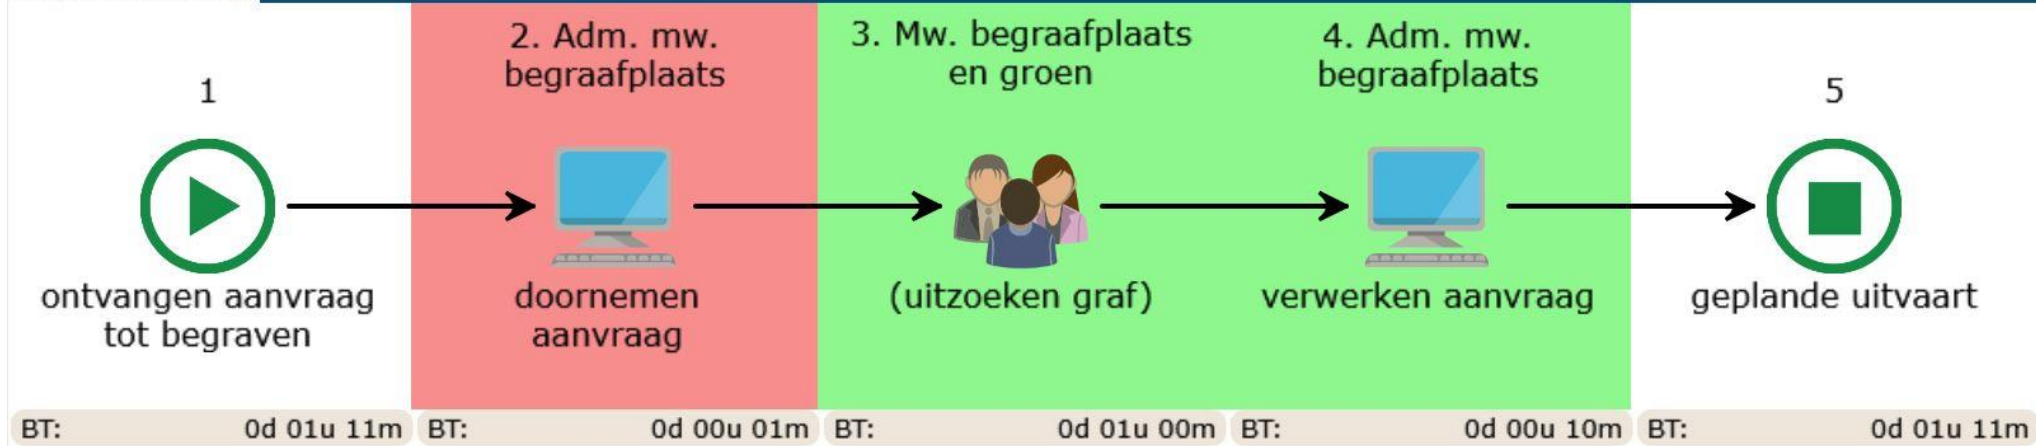 1
ontvangen aanvraag
tot begraven
BT: 0d 01u 11m
2. Adm. mw.
begraafplaats
doornemen
aanvraag
BT: 0d 00u 01m
3. Mw. begraafplaats
en groen
(uitzoeken graf)
BT: 0d 01u 00m
4. Adm. mw.
begraafplaats
verwerken aanvraag
BT: 0d 00u 10m
5
geplande uitvaart
BT: 0d 01u 11m